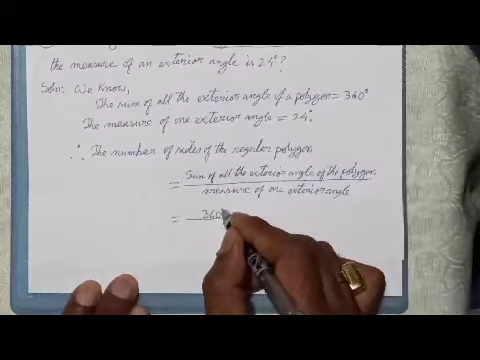 the measure of an exterior angle is 24°?
Soln: We Know,
The sum of all the exterior angle if a polygon = 360°
The measure of one exterior angle = 24°.
∴ The number of sides of the regular polygon
= Sum of all the exterior angle of the polygon
measure of one exterior angle
= 360